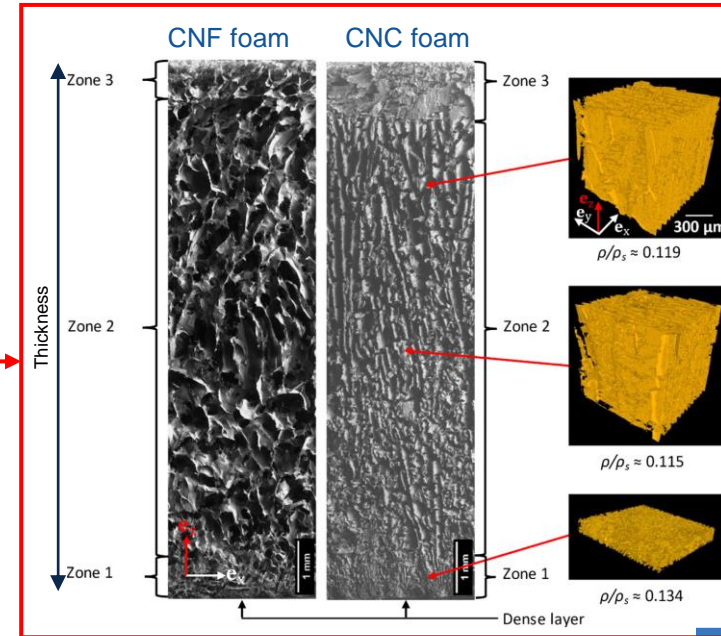 CNF foam
CNC foam
Zone 3
Zone 3
Thickness
Zone 2
Zone 2
Zone 1
Zone 1
e_z
e_x
1 mm
1 mm
Dense layer
e_z
e_y
e_x
300 μm
ρ/ρ_s ≈ 0.119
ρ/ρ_s ≈ 0.115
ρ/ρ_s ≈ 0.134